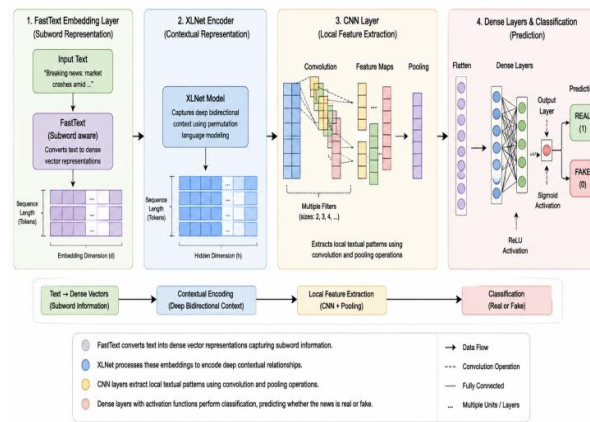 1. FastText Embedding Layer
(Subword Representation)
Input Text
"Breaking news: market
crashes amid ..."
FastText
(Subword aware)
Converts text to dense
vector representations
Sequence
Length
(Tokens)
...
Embedding Dimension (d)
2. XLNet Encoder
(Contextual Representation)
XLNet Model
Captures deep bidirectional
context using permutation
language modeling
Sequence
Length
(Tokens)
...
Hidden Dimension (h)
3. CNN Layer
(Local Feature Extraction)
Convolution
Feature Maps
Pooling
...
Multiple Filters
(sizes: 2, 3, 4, ...)
Extracts local textual patterns using
convolution and pooling operations
4. Dense Layers & Classification
(Prediction)
Flatten
Dense Layers
Output
Layer
Sigmoid
Activation
ReLU
Activation
Predictio
REAL
(1)
FAKE
(0)
Text → Dense Vectors
(Subword Information)
Contextual Encoding
(Deep Bidirectional Context)
Local Feature Extraction
(CNN + Pooling)
Classification
(Real or Fake)
FastText converts text into dense vector representations capturing subword information.
XLNet processes these embeddings to encode deep contextual relationships.
CNN layers extract local textual patterns using convolution and pooling operations.
Dense layers with activation functions perform classification, predicting whether the news is real or fake.
Data Flow
Convolution Operation
Fully Connected
... Multiple Units / Layers